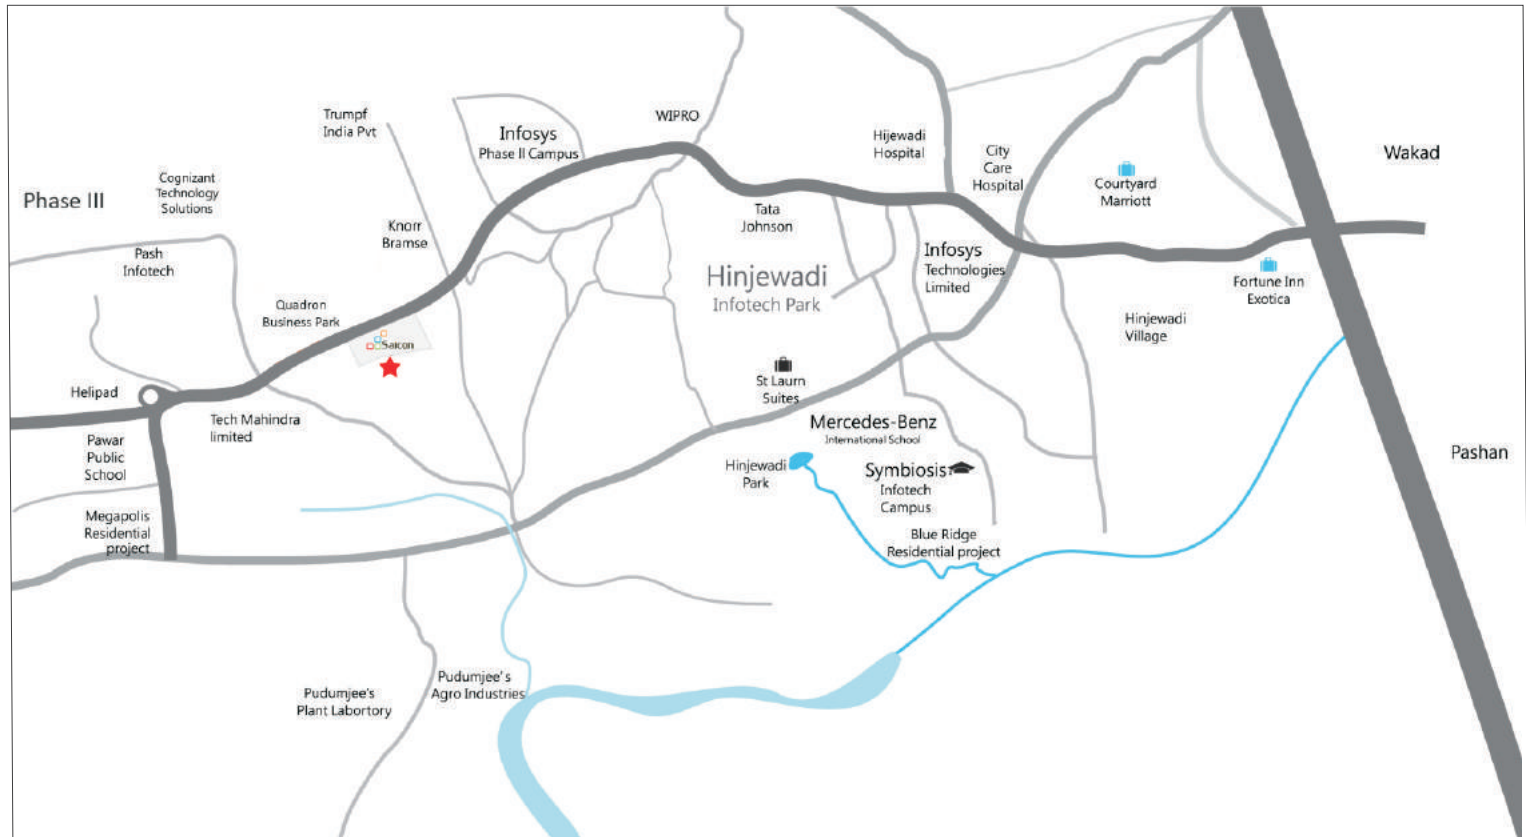 WIPRO
Trumpf
India Pvt
Infosys
Phase II Campus
Hijewadi
Hospital
City
Care
Hospital
Wakad
Courtyard
Marriott
Cognizant
Technology
Solutions
Phase III
Knorr
Bramse
Tata
Johnson
Pash
Infotech
Infosys
Technologies
Limited
Hinjewadi
Infotech Park
Fortune Inn
Exotica
Quadron
Business Park
Hinjewadi
Village
Saicon
St Laurn
Suites
Helipad
Tech Mahindra
limited
Mercedes-Benz
International School
Pawar
Public
School
Pashan
Hinjewadi
Park
Symbiosis
Infotech
Campus
Megapolis
Residential
project
Blue Ridge
Residential project
Pudumjee's
Agro Industries
Pudumjee's
Plant Labortory